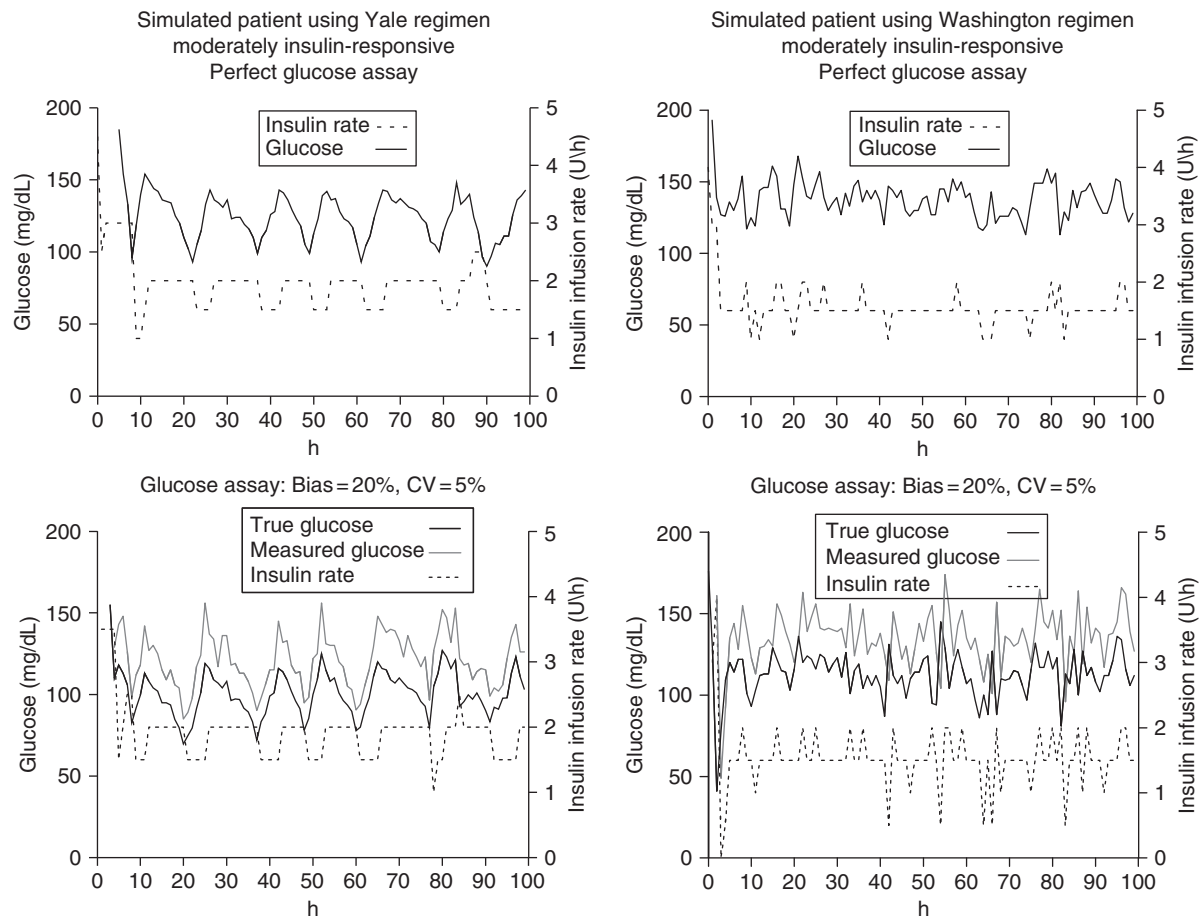 Simulated patient using Yale regimen
moderately insulin-responsive
Perfect glucose assay
200
150
100
50
0
Glucose (mg/dL)
Insulin rate
Glucose
5
4
3
2
1
0
Insulin infusion rate (U\h)
0 10 20 30 40 50 60 70 80 90 100
h
Simulated patient using Washington regimen
moderately insulin-responsive
Perfect glucose assay
200
150
100
50
0
Glucose (mg/dL)
Insulin rate
Glucose
5
4
3
2
1
0
Insulin infusion rate (U\h)
0 10 20 30 40 50 60 70 80 90 100
h
Glucose assay: Bias=20%, CV=5%
200
150
100
50
0
Glucose (mg/dL)
True glucose
Measured glucose
Insulin rate
5
4
3
2
1
0
Insulin infusion rate (U\h)
0 10 20 30 40 50 60 70 80 90 100
h
Glucose assay: Bias=20%, CV=5%
200
150
100
50
0
Glucose (mg/dL)
True glucose
Measured glucose
Insulin rate
5
4
3
2
1
0
Insulin infusion rate (U\h)
0 10 20 30 40 50 60 70 80 90 100
h